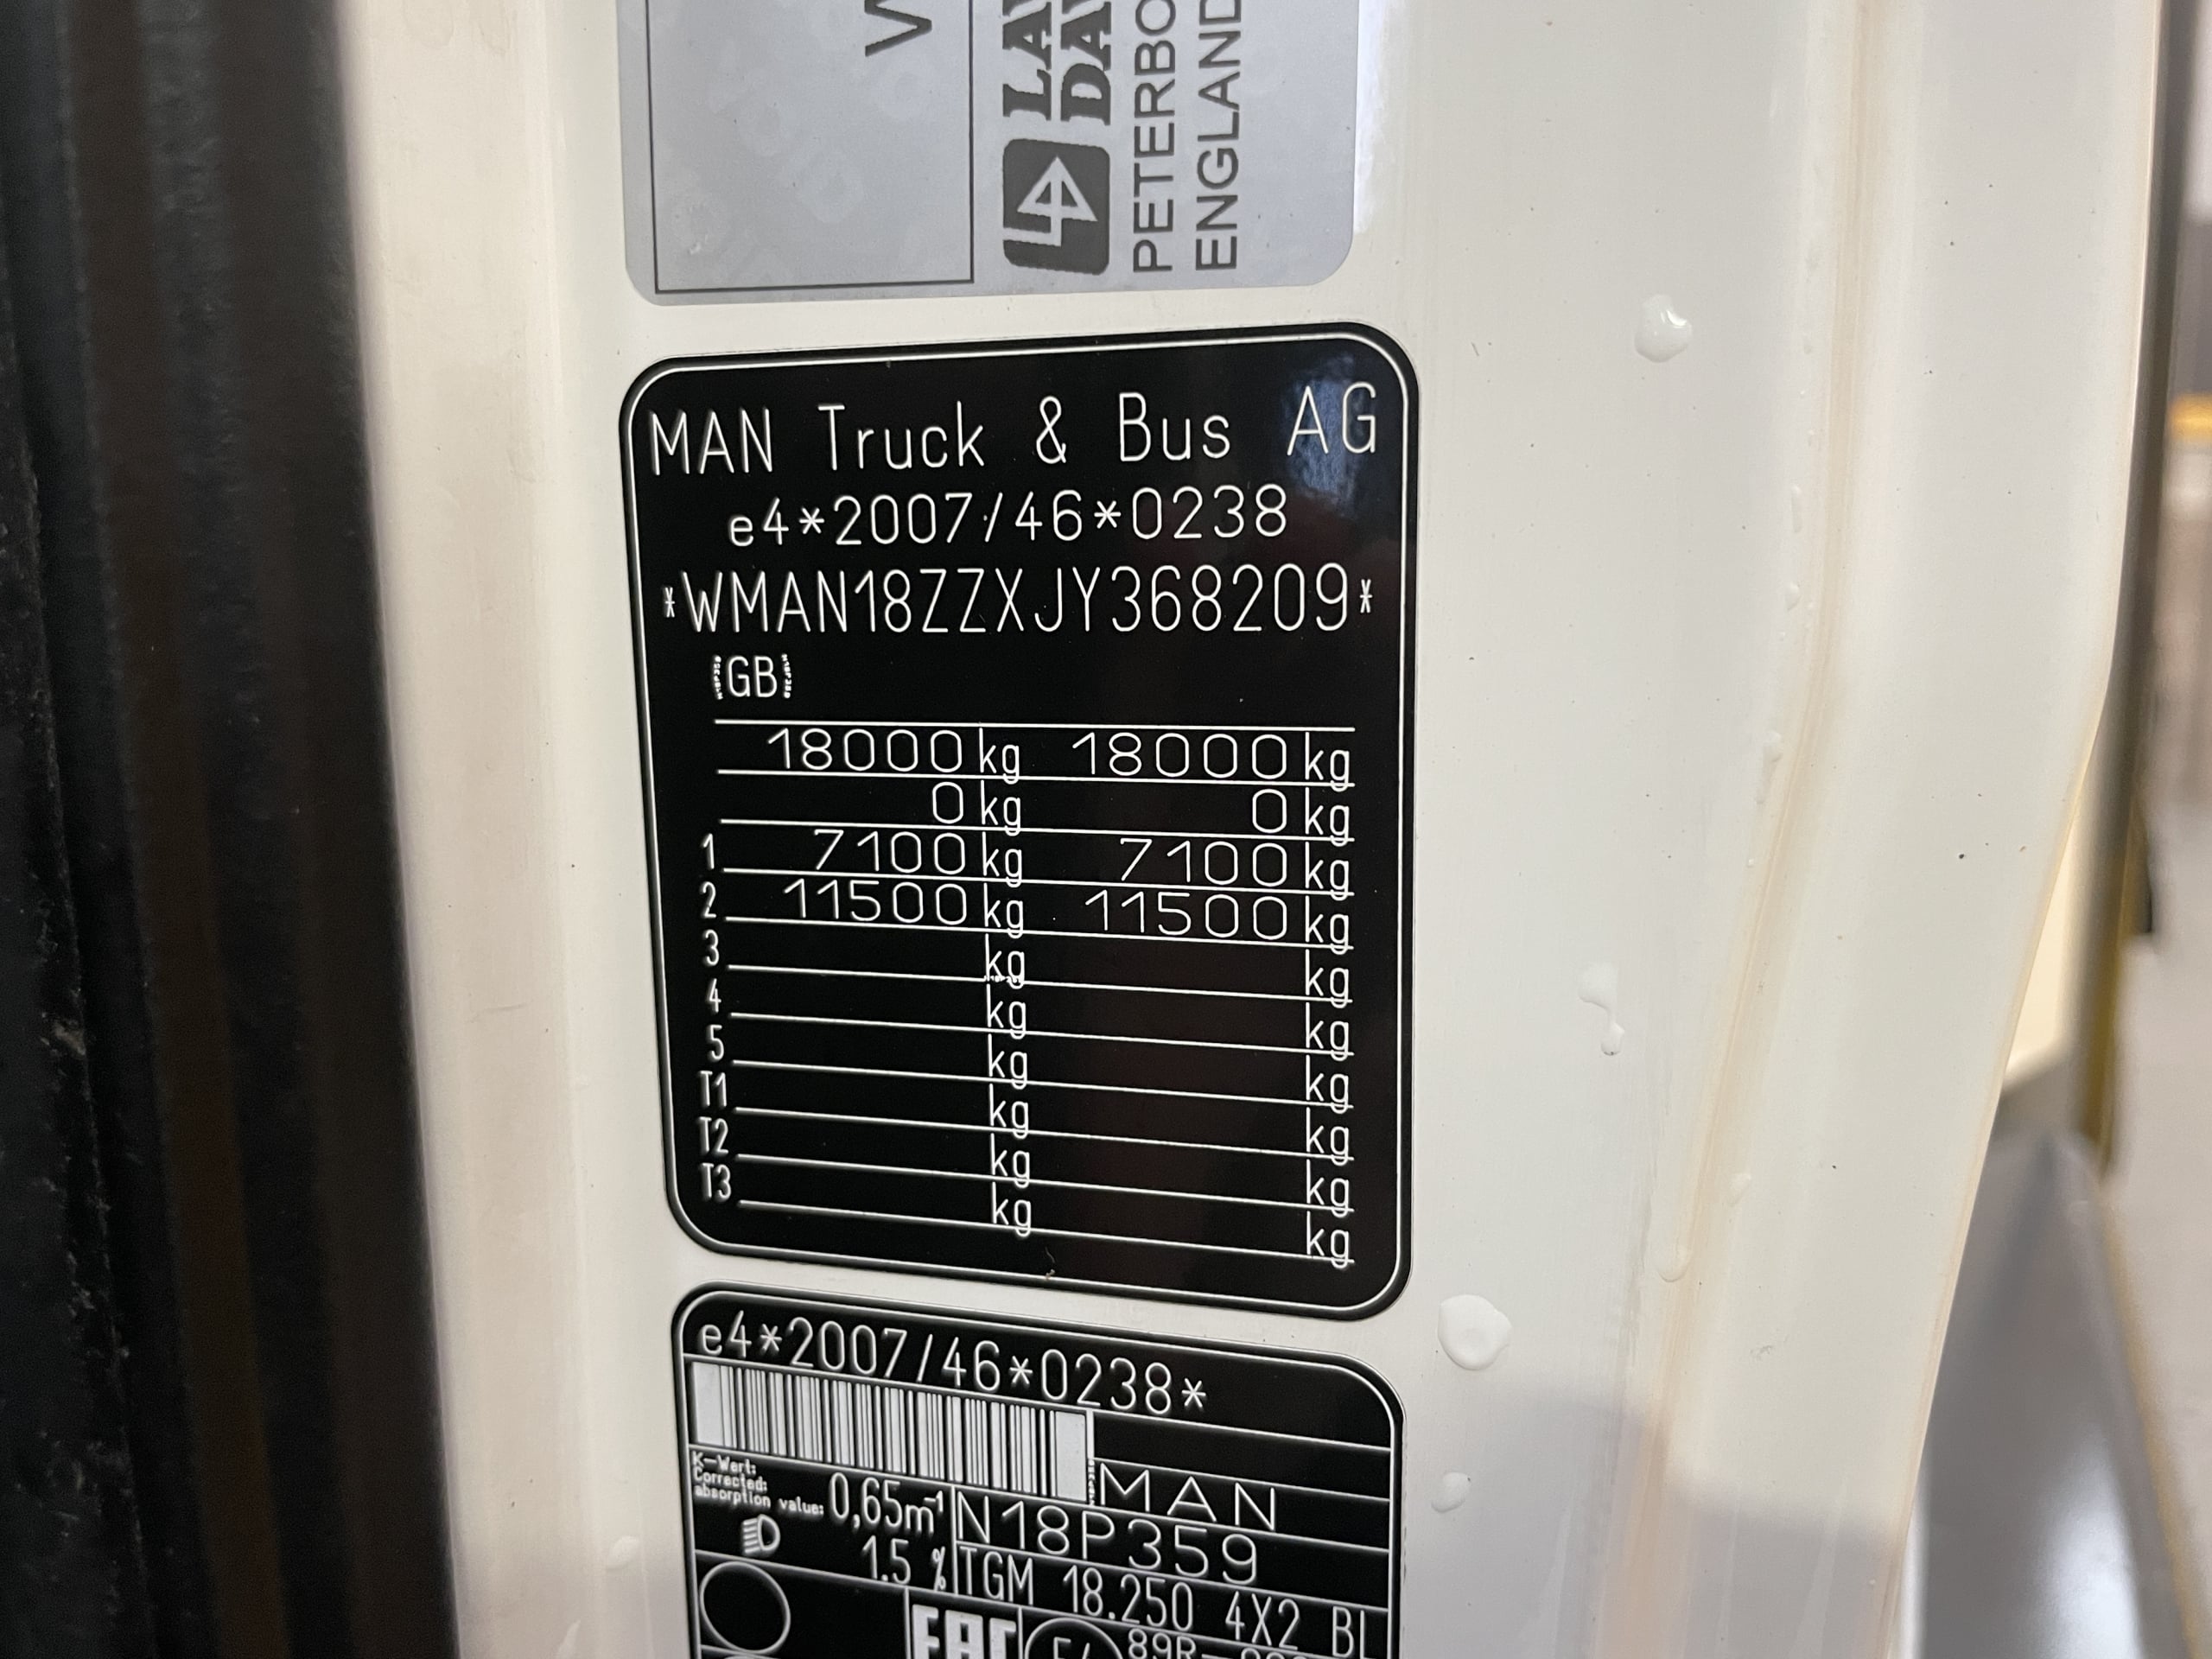 PETERBO
ENGLAND
MAN Truck & Bus AG
e4*2007/46*0238
*WMAN18ZZXJY368209*
GB
18000 kg 18000 kg
0 kg 0 kg
1 7100 kg 7100 kg
2 11500 kg 11500 kg
3 kg kg
4 kg kg
5 kg kg
T1 kg kg
T2 kg kg
T3 kg kg
e4*2007/46*0238*
MAN
K-Wert:
Corrected:
absorption value: 0,65m-1
N18P359
1.5 %
TGM 18.250 4X2 BL
EAC
E4
89R-